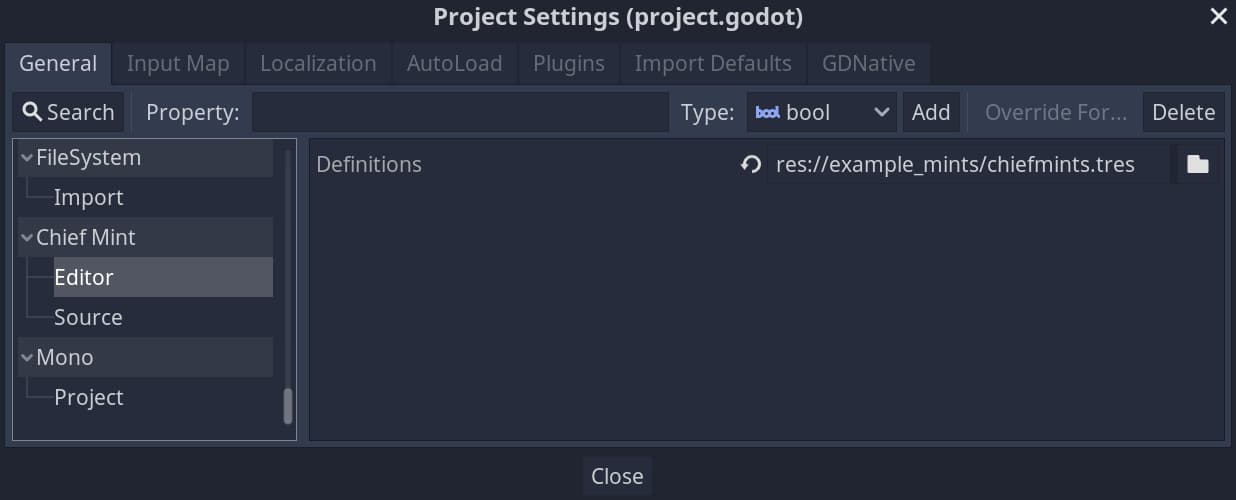 Project Settings (project.godot)
General Input Map Localization AutoLoad Plugins Import Defaults GDNative
Search Property: Type: bool bool Add Override For... Delete
FileSystem
Import
Chief Mint
Editor
Source
Mono
Project
Definitions res://example_mints/chiefmints.tres
Close